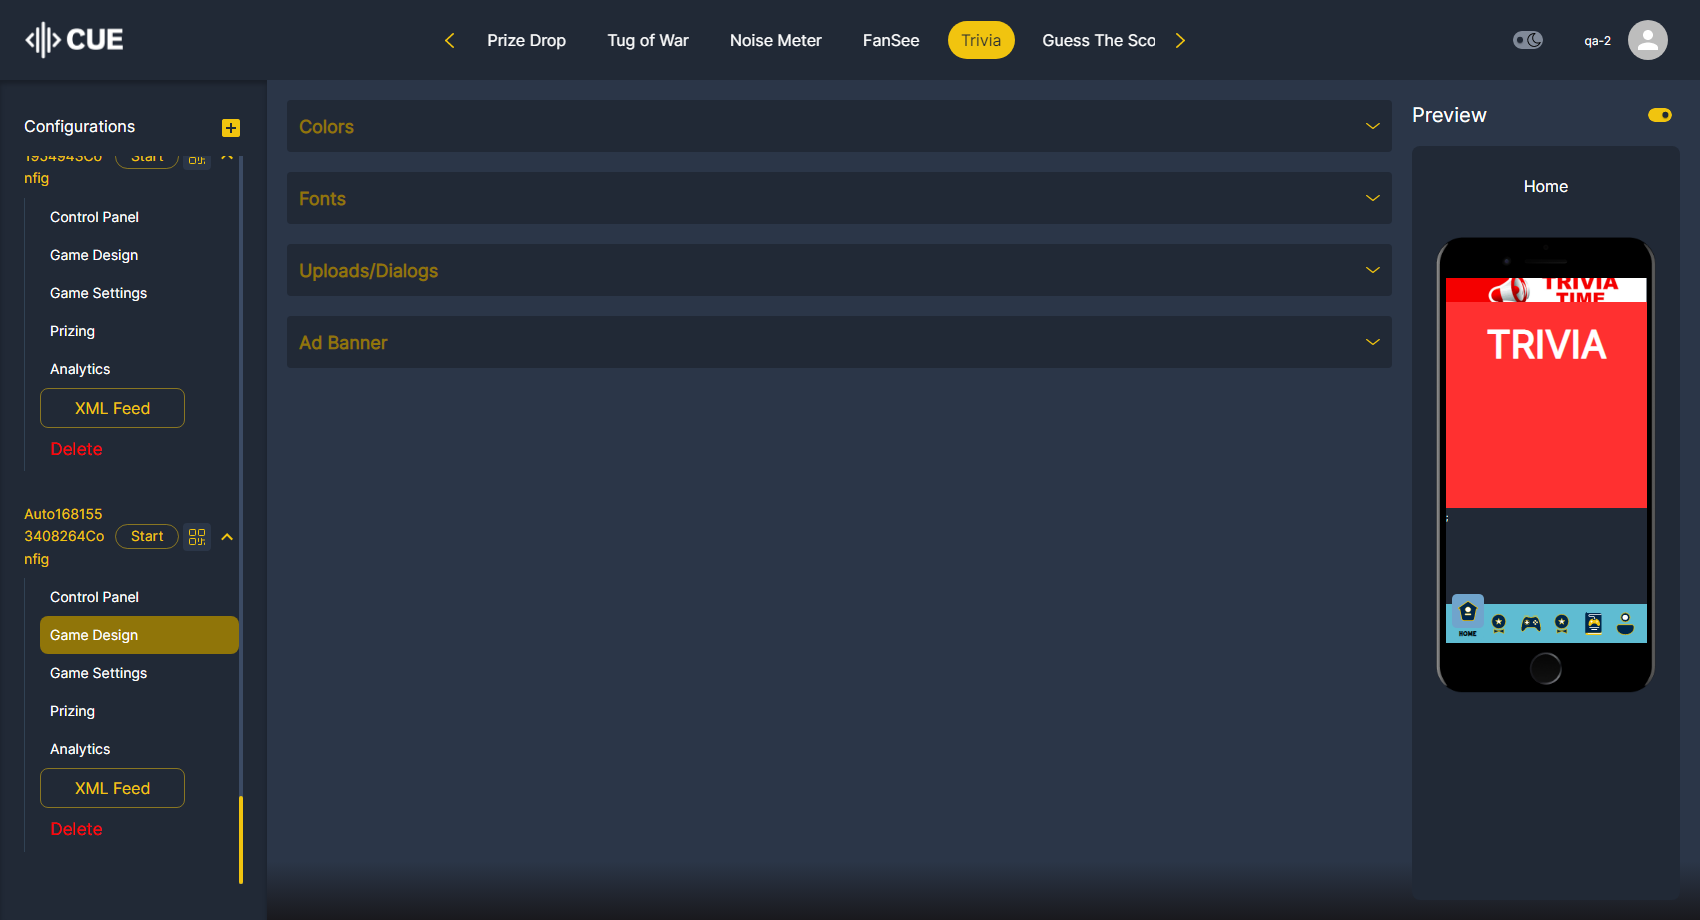 CUE
Prize Drop
Tug of War
Noise Meter
FanSee
Trivia
Guess The Sco
qa-2
Configurations
1954943Co
nfig
Start
Control Panel
Game Design
Game Settings
Prizing
Analytics
XML Feed
Delete
Auto168155
3408264Co
nfig
Start
Control Panel
Game Design
Game Settings
Prizing
Analytics
XML Feed
Delete
Colors
Fonts
Uploads/Dialogs
Ad Banner
Preview
Home
TRIVIA
TIME
TRIVIA
;
HOME